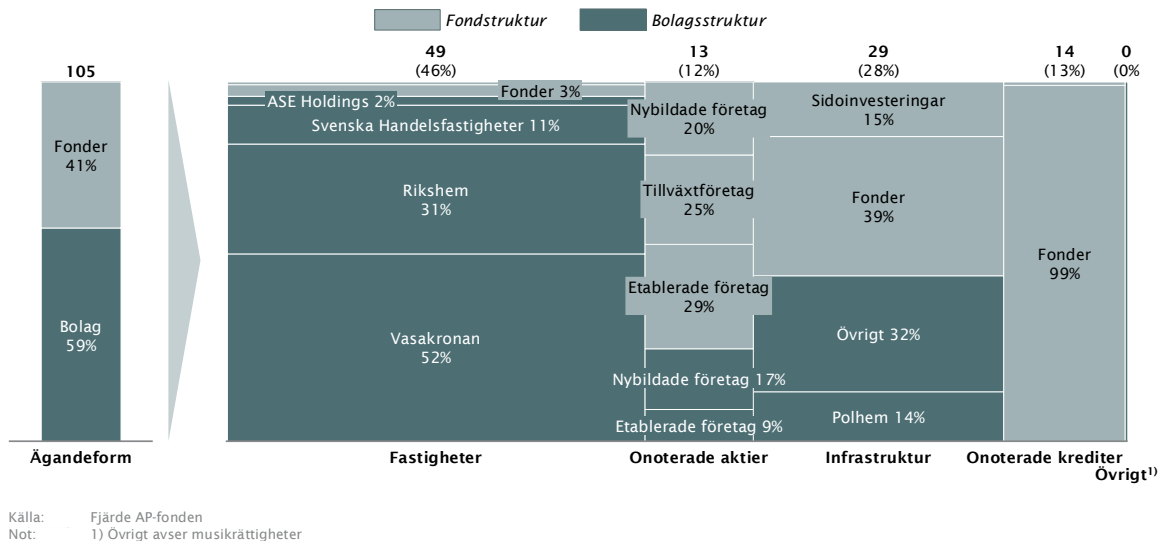 Fondstruktur
Bolagsstruktur
105
49
(46%)
13
(12%)
29
(28%)
14
(13%)
0
(0%
Fonder
41%
Bolag
59%
Fonder 3%
ASE Holdings 2%
Svenska Handelsfastigheter 11%
Rikshem
31%
Vasakronan
52%
Nybildade företag
20%
Tillväxtföretag
25%
Etablerade företag
29%
Nybildade företag 17%
Etablerade företag 9%
Sidoinvesteringar
15%
Fonder
39%
Övrigt 32%
Polhem 14%
Fonder
99%
Ägandeform
Fastigheter
Onoterade aktier
Infrastruktur
Onoterade krediter
Övrigt¹⁾
Källa: Fjärde AP-fonden
Not: 1) Övrigt avser musikrättigheter